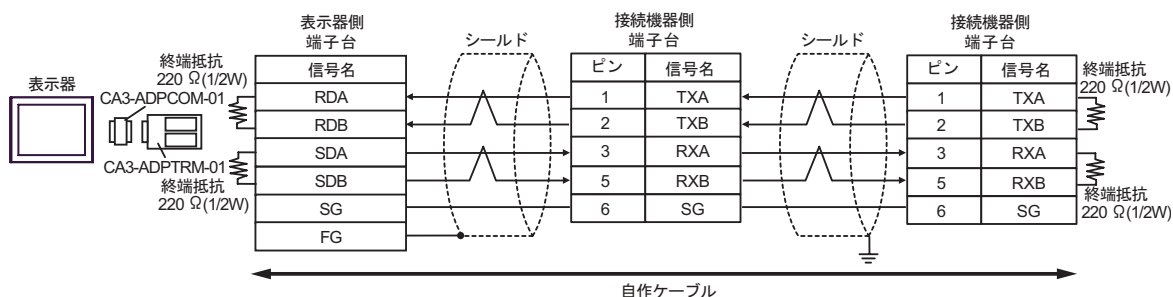 表示器
終端抵抗
220 Ω(1/2W)
CA3-ADPCOM-01
CA3-ADPTRM-01
終端抵抗
220 Ω(1/2W)
表示器側
端子台
信号名
RDA
RDB
SDA
SDB
SG
FG
シールド
接続機器側
端子台
ピン 信号名
1 TXA
2 TXB
3 RXA
5 RXB
6 SG
シールド
接続機器側
端子台
ピン 信号名
1 TXA
2 TXB
3 RXA
5 RXB
6 SG
終端抵抗
220 Ω(1/2W)
終端抵抗
220 Ω(1/2W)
自作ケーブル